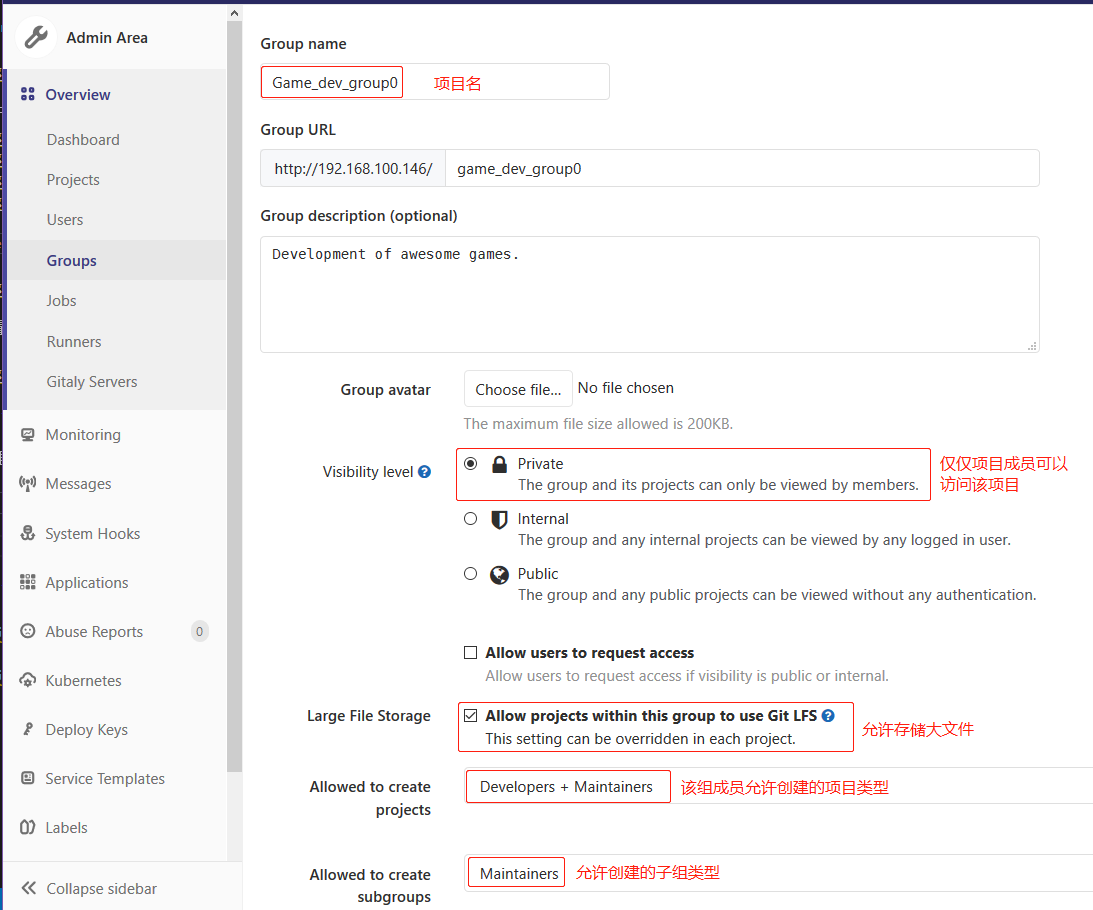 Admin Area
Overview
Dashboard
Projects
Users
Groups
Jobs
Runners
Gitaly Servers
Monitoring
Messages
System Hooks
Applications
Abuse Reports 0
Kubernetes
Deploy Keys
Service Templates
Labels
Collapse sidebar
Group name
Game_dev_group0 项目名
Group URL
http://192.168.100.146/ game_dev_group0
Group description (optional)
Development of awesome games.
Group avatar Choose file... No file chosen
The maximum file size allowed is 200KB.
Visibility level ?
Private
The group and its projects can only be viewed by members.
仅仅项目成员可以
访问该项目
Internal
The group and any internal projects can be viewed by any logged in user.
Public
The group and any public projects can be viewed without any authentication.
Allow users to request access
Allow users to request access if visibility is public or internal.
Large File Storage
Allow projects within this group to use Git LFS ?
This setting can be overridden in each project.
允许存储大文件
Allowed to create
projects
Developers + Maintainers 该组成员允许创建的项目类型
Allowed to create
subgroups
Maintainers 允许创建的子组类型